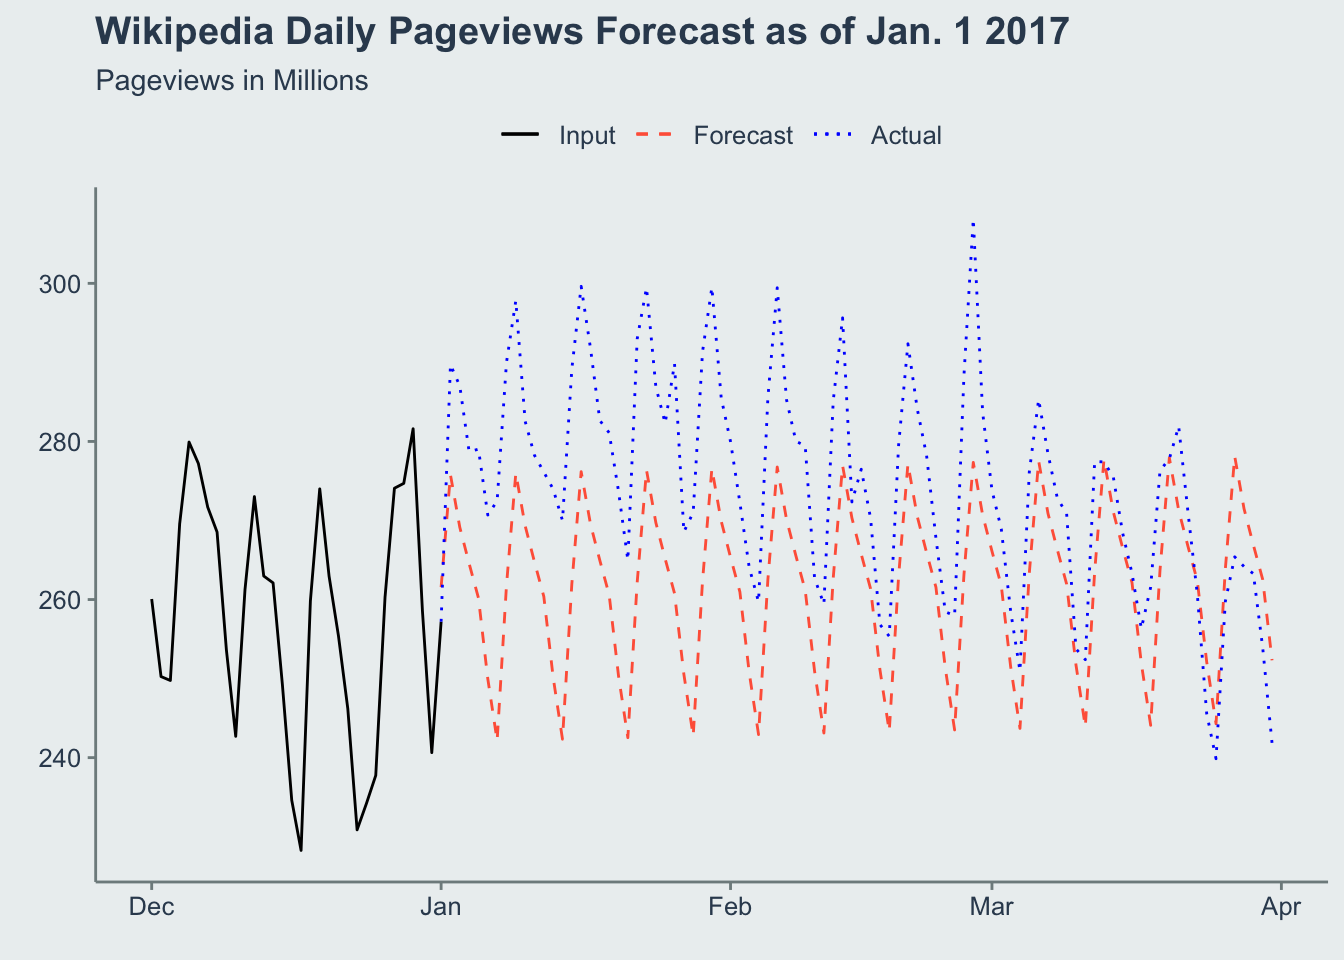 Wikipedia Daily Pageviews Forecast as of Jan. 1 2017
Pageviews in Millions
Input Forecast Actual
300
280
260
240
Dec Jan Feb Mar Apr